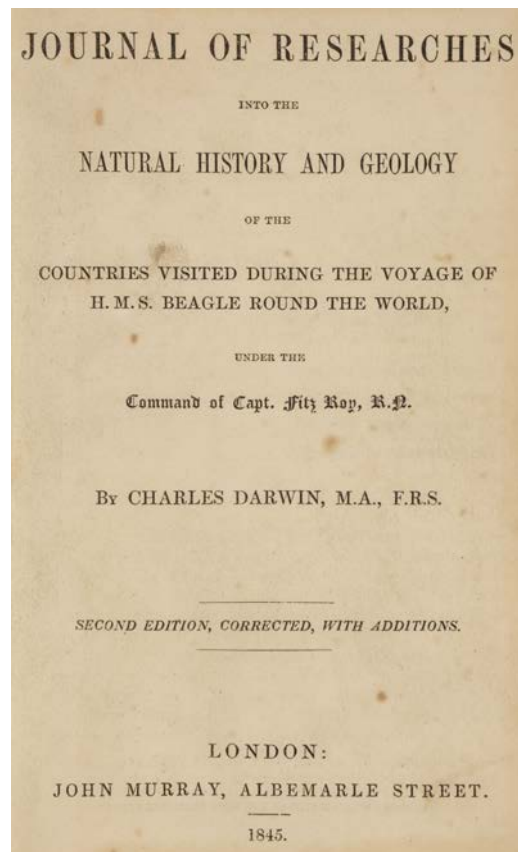 JOURNAL OF RESEARCHES
INTO THE
NATURAL HISTORY AND GEOLOGY
OF THE
COUNTRIES VISITED DURING THE VOYAGE OF
H. M. S. BEAGLE ROUND THE WORLD,
UNDER THE
Command of Capt. Fitz Roy, R.N.
By CHARLES DARWIN, M.A., F.R.S.
SECOND EDITION, CORRECTED, WITH ADDITIONS.
LONDON:
JOHN MURRAY, ALBEMARLE STREET.
1845.